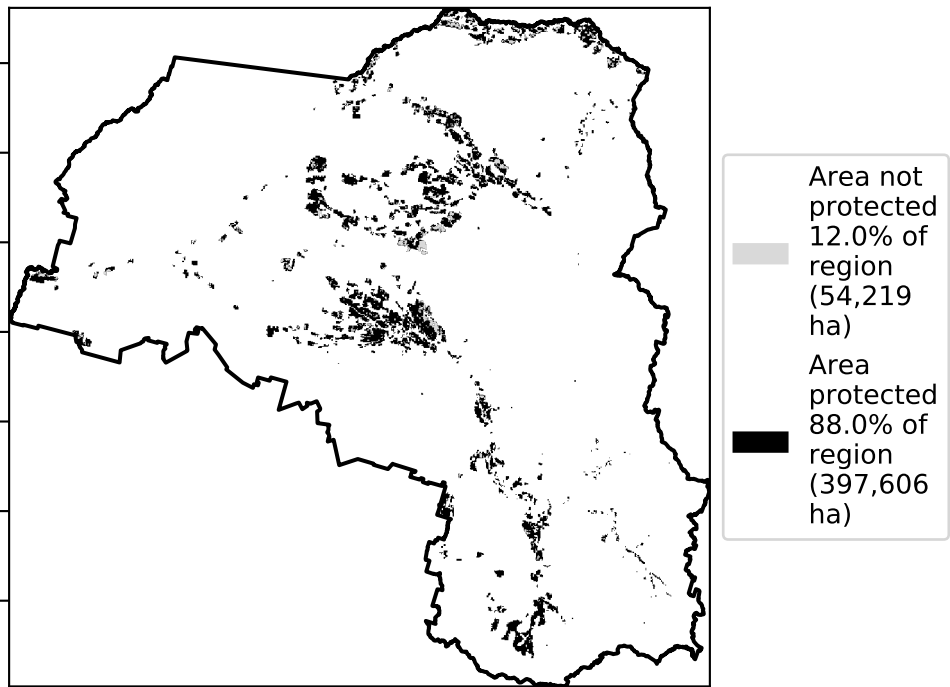 Area not
protected
12.0% of
region
(54,219
ha)
Area
protected
88.0% of
region
(397,606
ha)